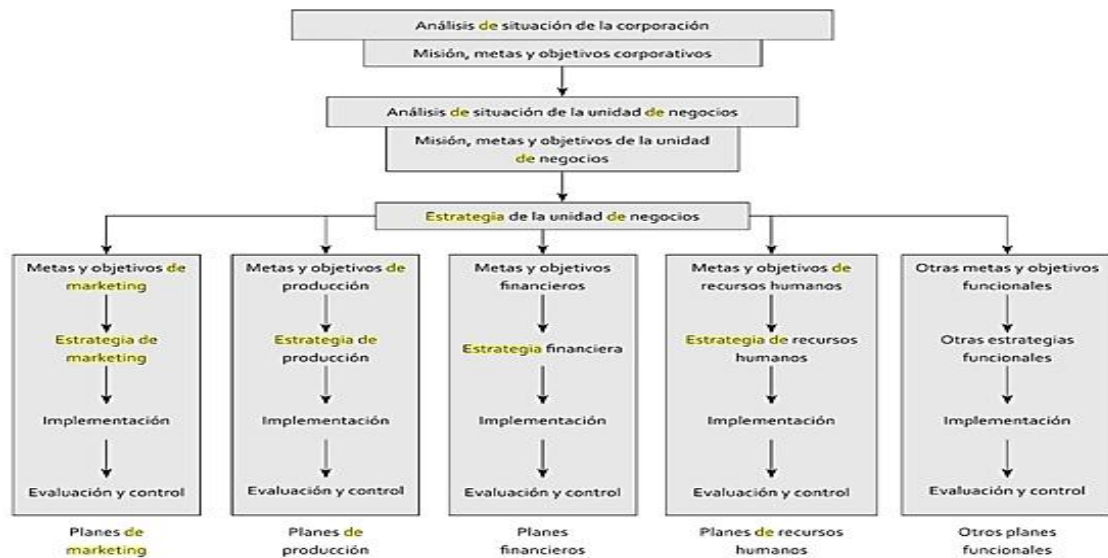 Análisis de situación de la corporación
Misión, metas y objetivos corporativos
Análisis de situación de la unidad de negocios
Misión, metas y objetivos de la unidad
de negocios
Estrategia de la unidad de negocios
Metas y objetivos de
marketing
Estrategia de
marketing
Implementación
Evaluación y control
Planes de
marketing
Metas y objetivos de
producción
Estrategia de
producción
Implementación
Evaluación y control
Planes de
producción
Metas y objetivos
financieros
Estrategia financiera
Implementación
Evaluación y control
Planes
financieros
Metas y objetivos de
recursos humanos
Estrategia de recursos
humanos
Implementación
Evaluación y control
Planes de recursos
humanos
Otras metas y objetivos
funcionales
Otras estrategias
funcionales
Implementación
Evaluación y control
Otros planes
funcionales